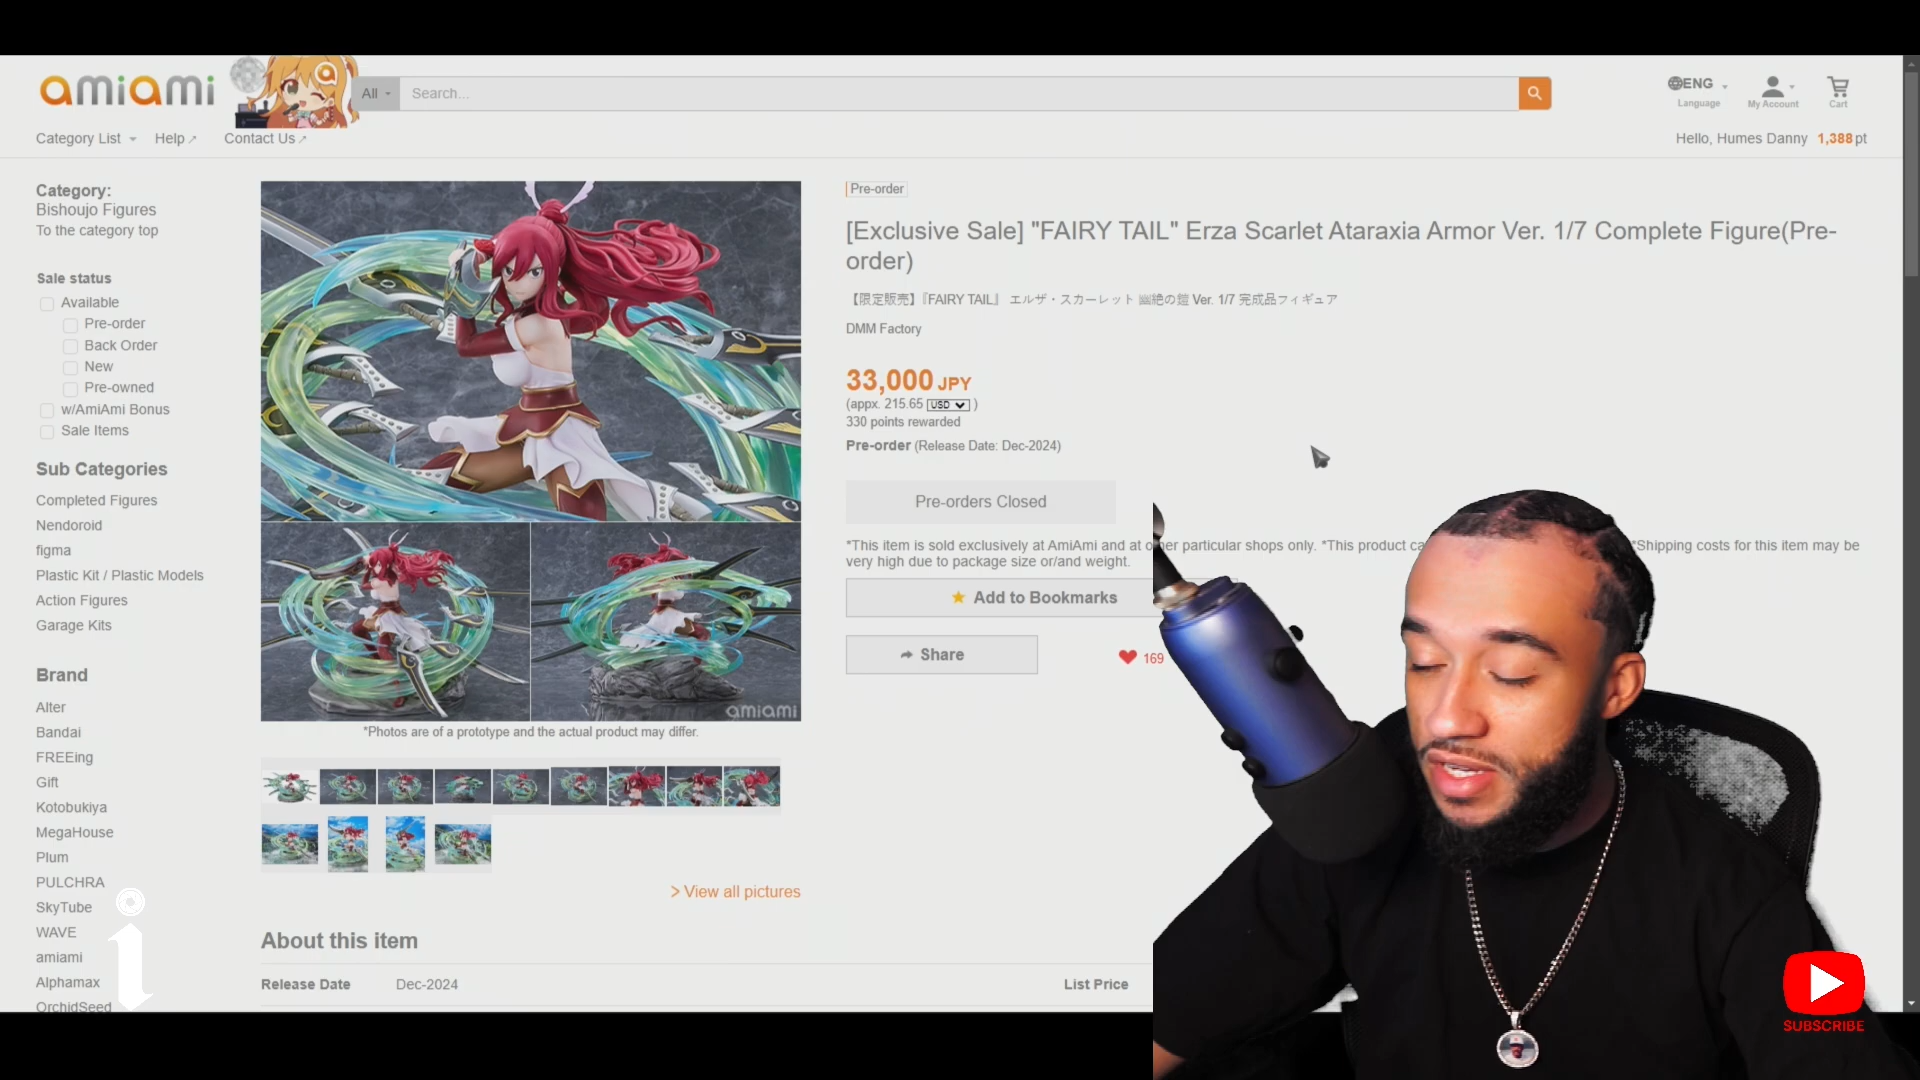 amiami
All
Search...
ENG
Language
My Account
Cart
Category List
Help
Contact Us
Hello, Humes Danny 1,388 pt
Category:
Bishoujo Figures
To the category top
Sale status
Available
Pre-order
Back Order
New
Pre-owned
w/AmiAmi Bonus
Sale Items
Sub Categories
Completed Figures
Nendoroid
figma
Plastic Kit / Plastic Models
Action Figures
Garage Kits
Brand
Alter
Bandai
FREEing
Gift
Kotobukiya
MegaHouse
Plum
PULCHRA
SkyTube
WAVE
amiami
Alphamax
OrchidSeed
amiami
*Photos are of a prototype and the actual product may differ.
> View all pictures
About this item
Release Date Dec-2024
List Price
Pre-order
[Exclusive Sale] "FAIRY TAIL" Erza Scarlet Ataraxia Armor Ver. 1/7 Complete Figure(Pre-
order)
【限定販売】『FAIRY TAIL』 エルザ・スカーレット 幽絶の鎧 Ver. 1/7 完成品フィギュア
DMM Factory
33,000 JPY
(appx. 215.65 USD )
330 points rewarded
Pre-order (Release Date: Dec-2024)
Pre-orders Closed
*This item is sold exclusively at AmiAmi and at other particular shops only. *This product *Shipping costs for this item may be
very high due to package size or/and weight.
Add to Bookmarks
Share
169
SUBSCRIBE